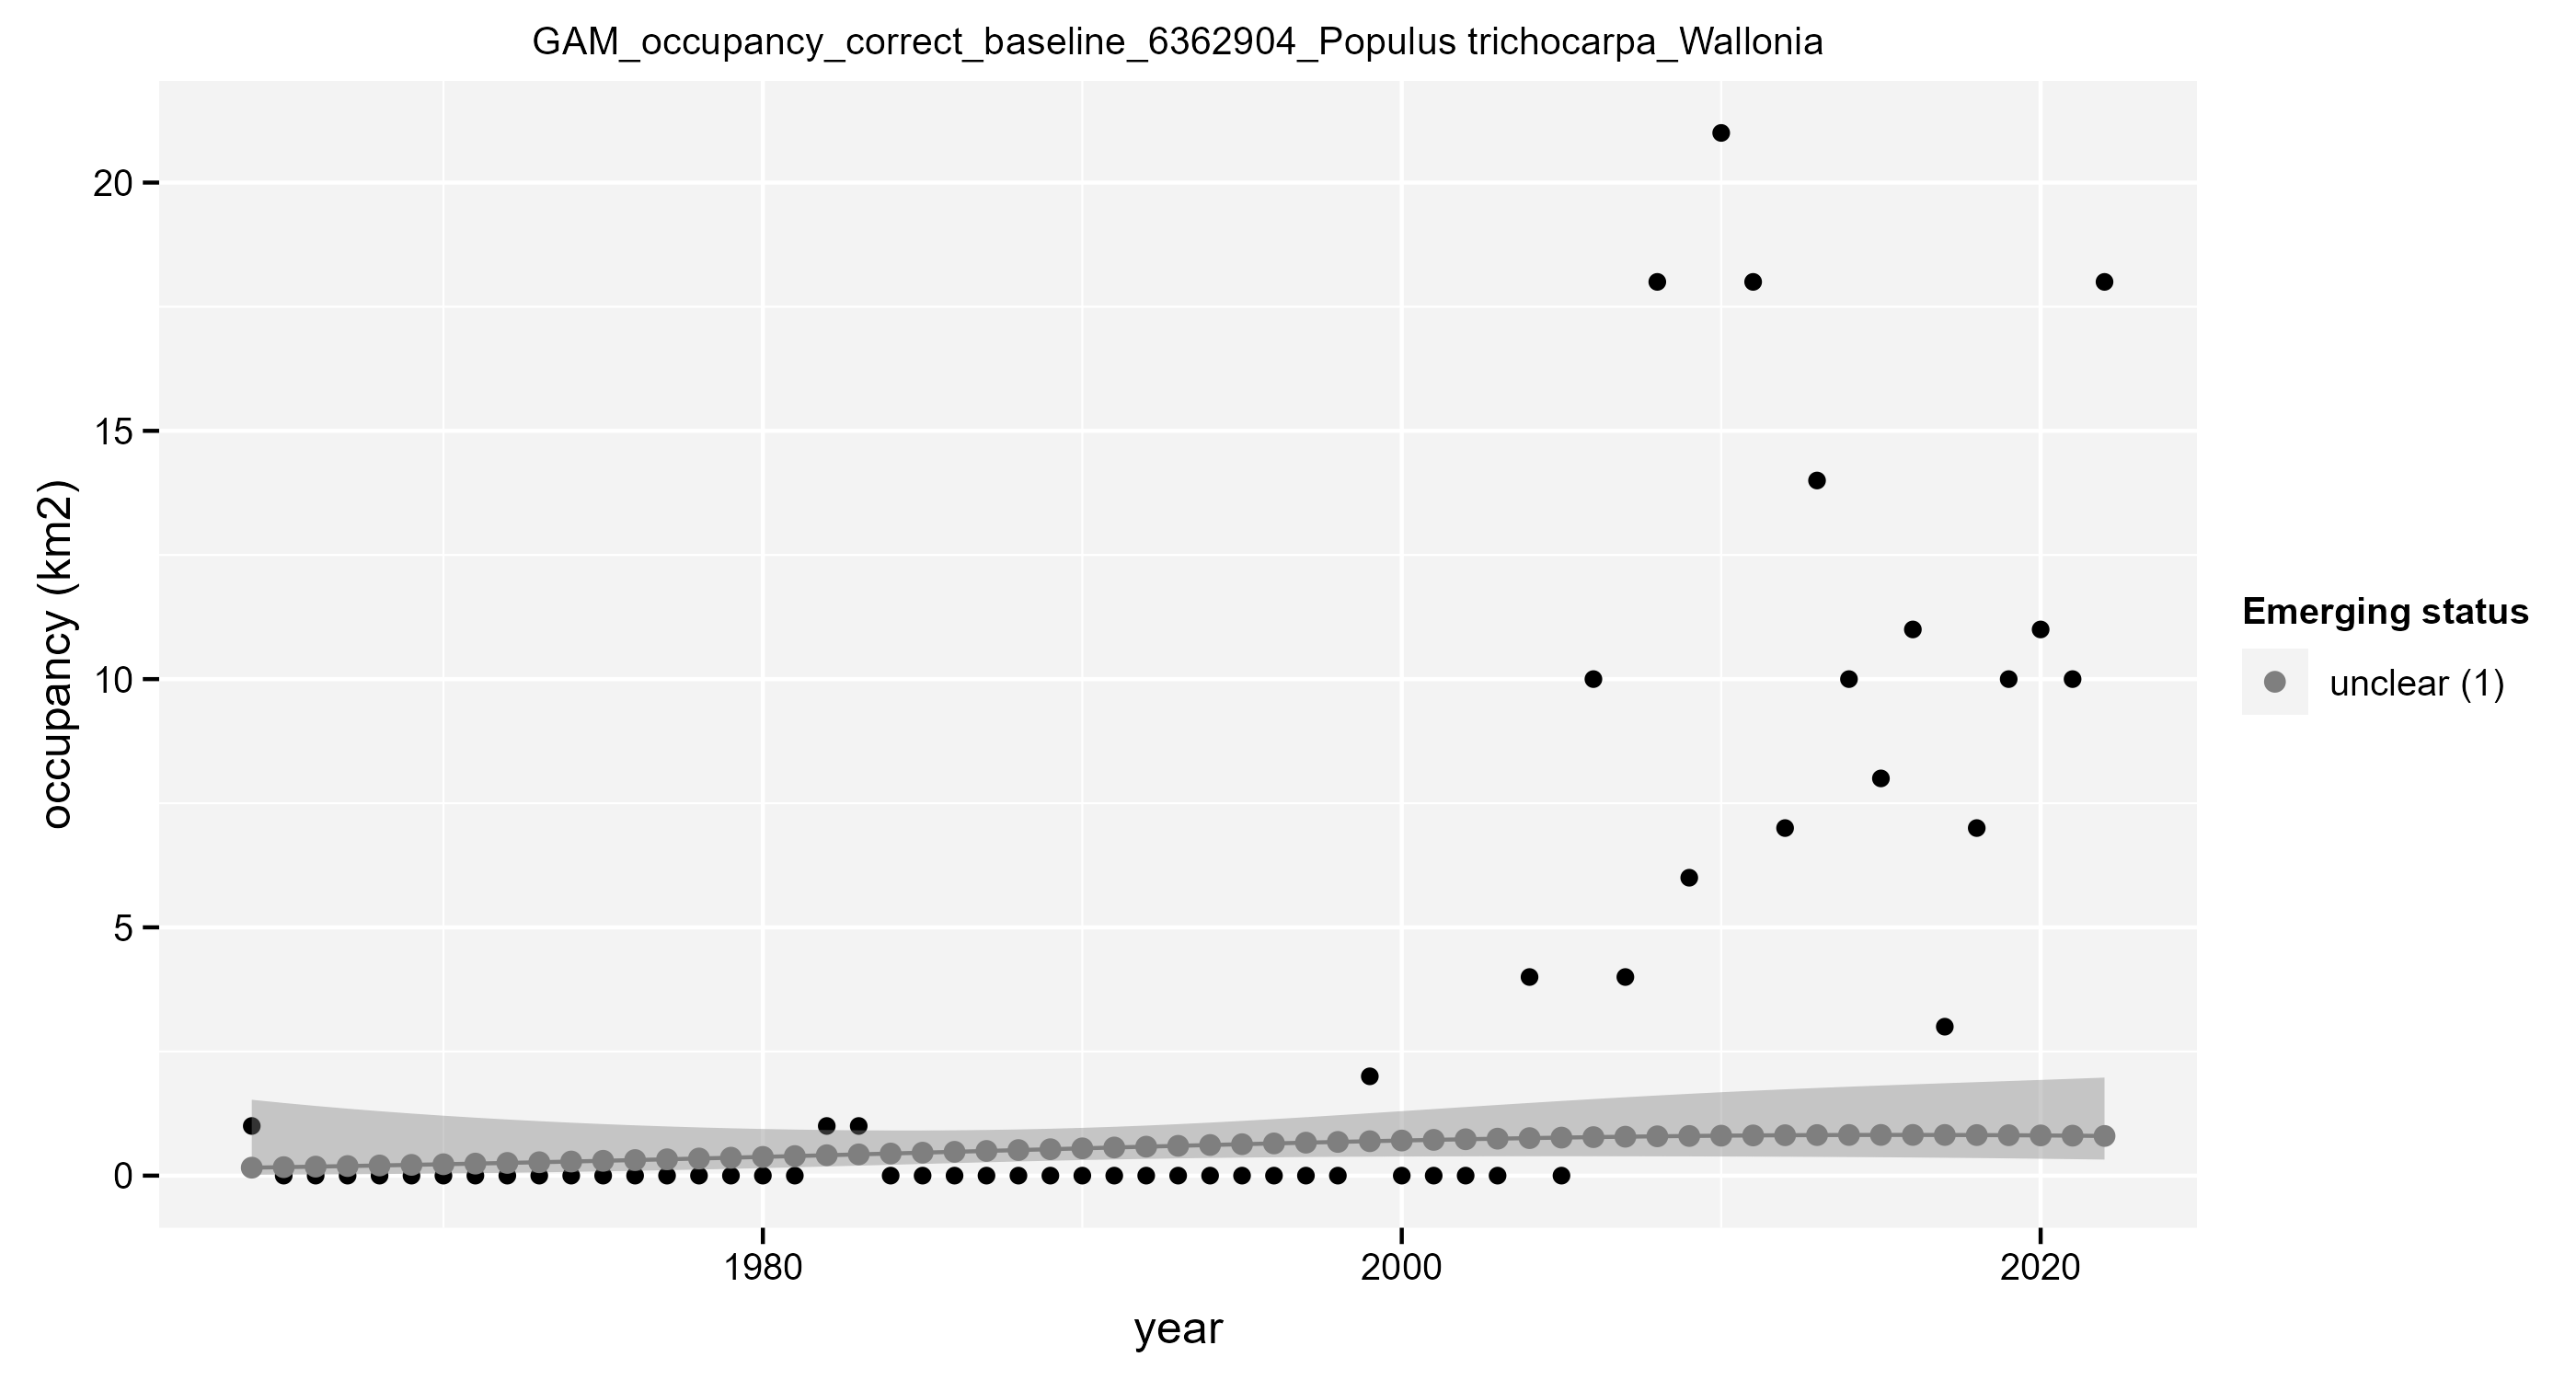 GAM_occupancy_correct_baseline_6362904_Populus trichocarpa_Wallonia
occupancy (km2)
20
15
10
5
0
1980
2000
2020
year
Emerging status
unclear (1)